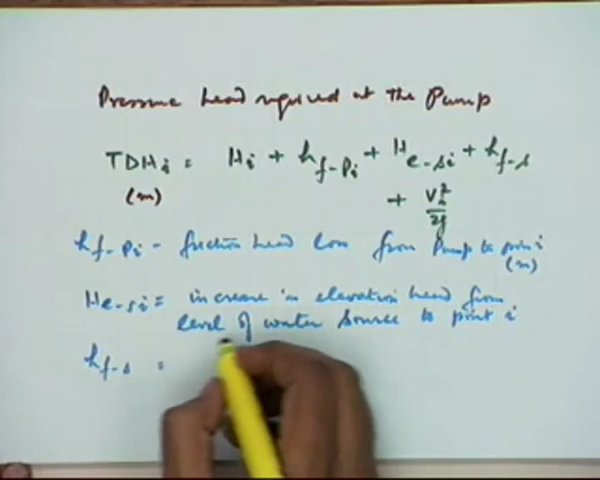 Pressure head required at the Pump
TDHi = Hi + hf-pi + He-si + hf-s
(m) + Vs²/2g
hf-pi - friction head loss from Pump to point i
(m)
He-si = increase in elevation head from
level of water source to point i
hf-s =